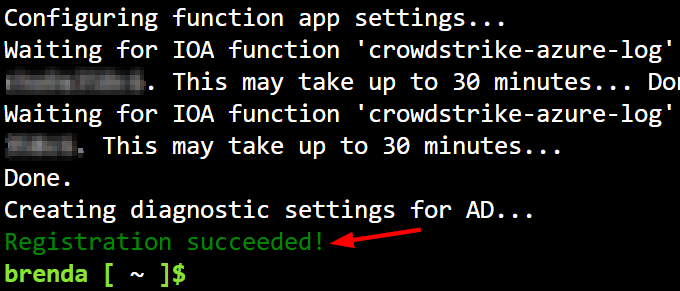 Configuring function app settings...
Waiting for IOA function 'crowdstrike-azure-log'
. This may take up to 30 minutes... Don
Waiting for IOA function 'crowdstrike-azure-log'
. This may take up to 30 minutes...
Done.
Creating diagnostic settings for AD...
Registration succeeded!
brenda [ ~ ]$